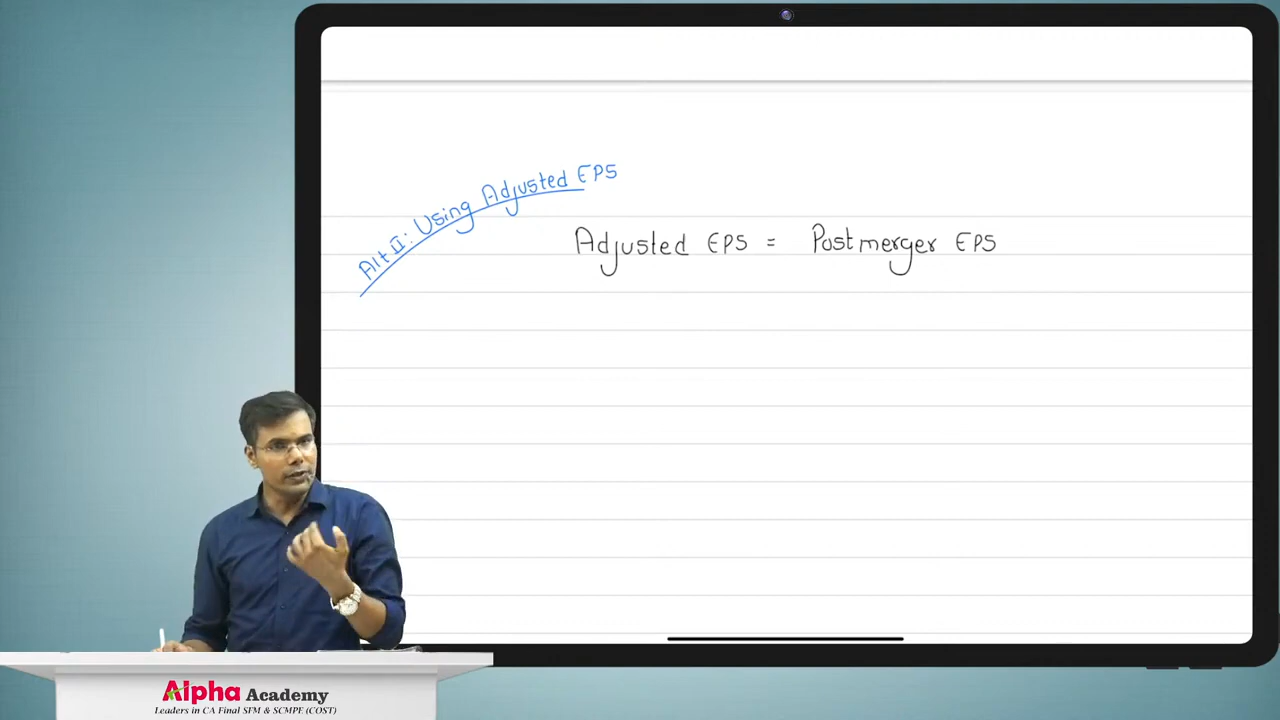 Alt II: Using Adjusted EPS
Adjusted EPS = Postmerger EPS
Alpha Academy
Leaders in CA Final SFM & SCMPE (COST)